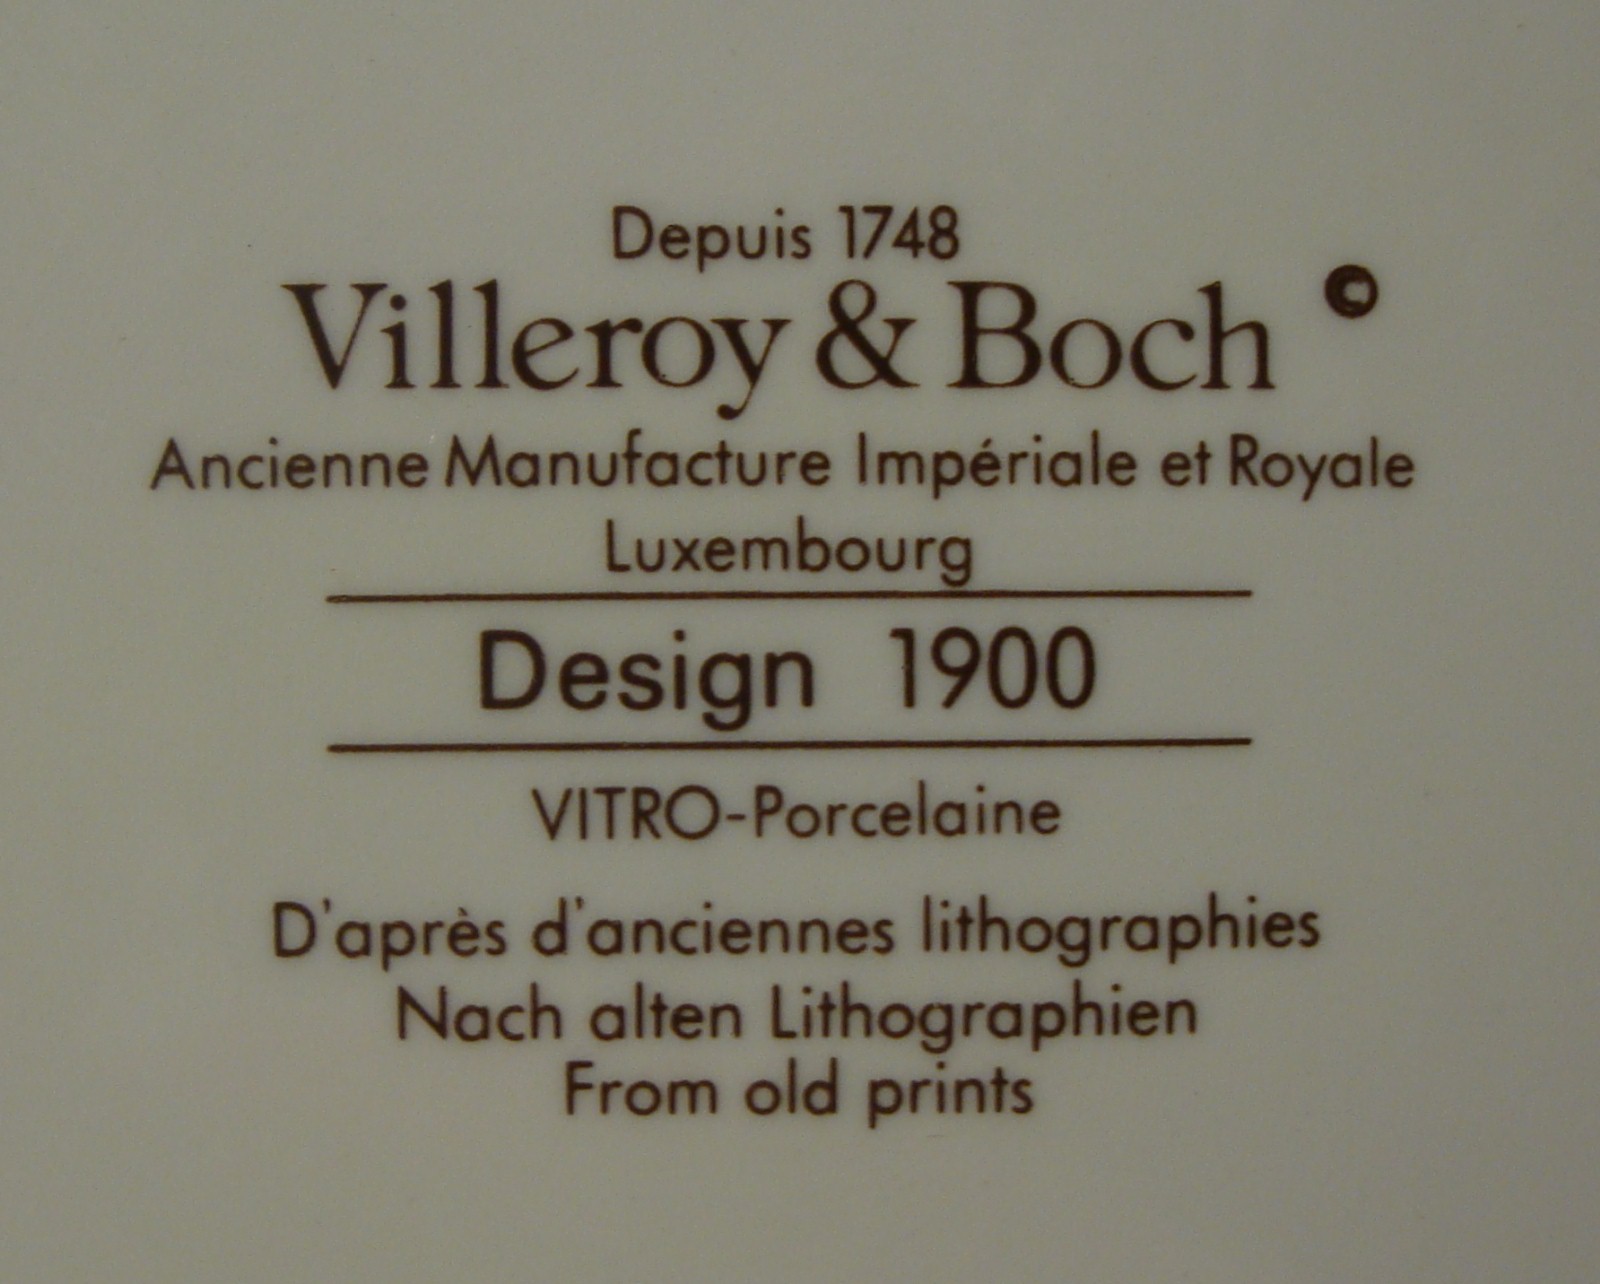 Depuis 1748
Villeroy & Boch ©
Ancienne Manufacture Impériale et Royale
Luxembourg
Design 1900
VITRO-Porcelaine
D'après d'anciennes lithographies
Nach alten Lithographien
From old prints